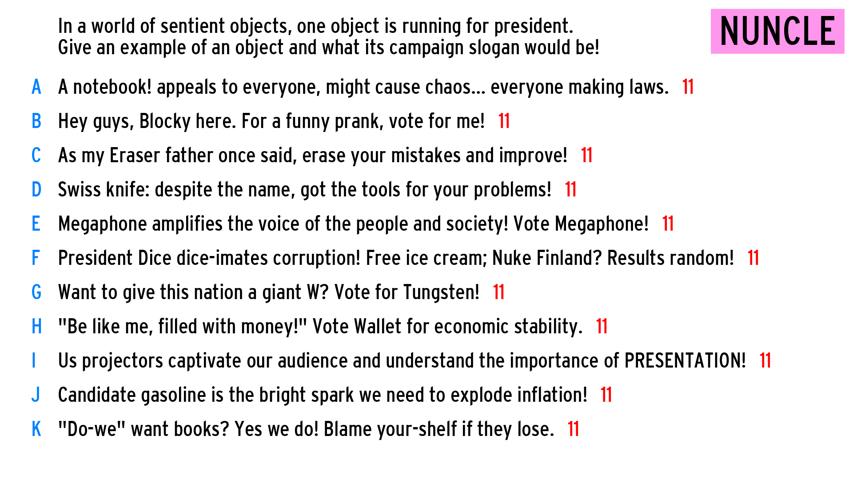 In a world of sentient objects, one object is running for president.
Give an example of an object and what its campaign slogan would be!
NUNCLE
A A notebook! appeals to everyone, might cause chaos... everyone making laws. 11
B Hey guys, Blocky here. For a funny prank, vote for me! 11
C As my Eraser father once said, erase your mistakes and improve! 11
D Swiss knife: despite the name, got the tools for your problems! 11
E Megaphone amplifies the voice of the people and society! Vote Megaphone! 11
F President Dice dice-imates corruption! Free ice cream; Nuke Finland? Results random! 11
G Want to give this nation a giant W? Vote for Tungsten! 11
H "Be like me, filled with money!" Vote Wallet for economic stability. 11
I Us projectors captivate our audience and understand the importance of PRESENTATION! 11
J Candidate gasoline is the bright spark we need to explode inflation! 11
K "Do-we" want books? Yes we do! Blame your-shelf if they lose. 11